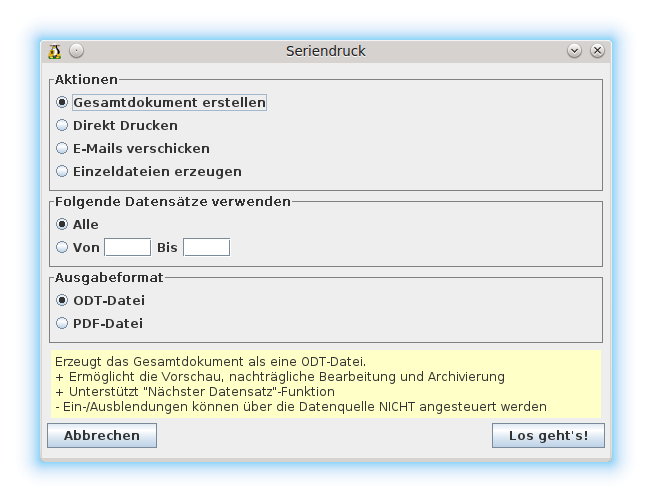 Seriendruck
Aktionen
Gesamtdokument erstellen
Direkt Drucken
E-Mails verschicken
Einzeldateien erzeugen
Folgende Datensätze verwenden
Alle
Von Bis
Ausgabeformat
ODT-Datei
PDF-Datei
Erzeugt das Gesamtdokument als eine ODT-Datei.
+ Ermöglicht die Vorschau, nachträgliche Bearbeitung und Archivierung
+ Unterstützt "Nächster Datensatz"-Funktion
- Ein-/Ausblendungen können über die Datenquelle NICHT angesteuert werden
Abbrechen Los geht's!